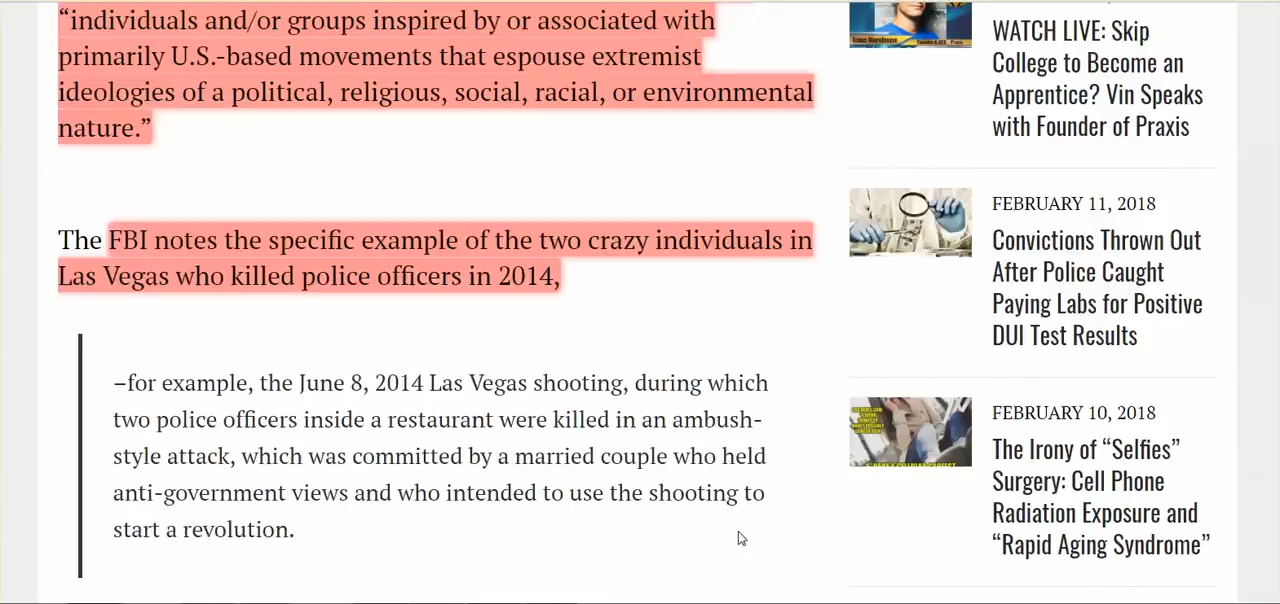 “individuals and/or groups inspired by or associated with
primarily U.S.-based movements that espouse extremist
ideologies of a political, religious, social, racial, or environmental
nature.”
The FBI notes the specific example of the two crazy individuals in
Las Vegas who killed police officers in 2014,
–for example, the June 8, 2014 Las Vegas shooting, during which
two police officers inside a restaurant were killed in an ambush-
style attack, which was committed by a married couple who held
anti-government views and who intended to use the shooting to
start a revolution.
WATCH LIVE: Skip
College to Become an
Apprentice? Vin Speaks
with Founder of Praxis
FEBRUARY 11, 2018
Convictions Thrown Out
After Police Caught
Paying Labs for Positive
DUI Test Results
FEBRUARY 10, 2018
The Irony of “Selfies”
Surgery: Cell Phone
Radiation Exposure and
“Rapid Aging Syndrome”